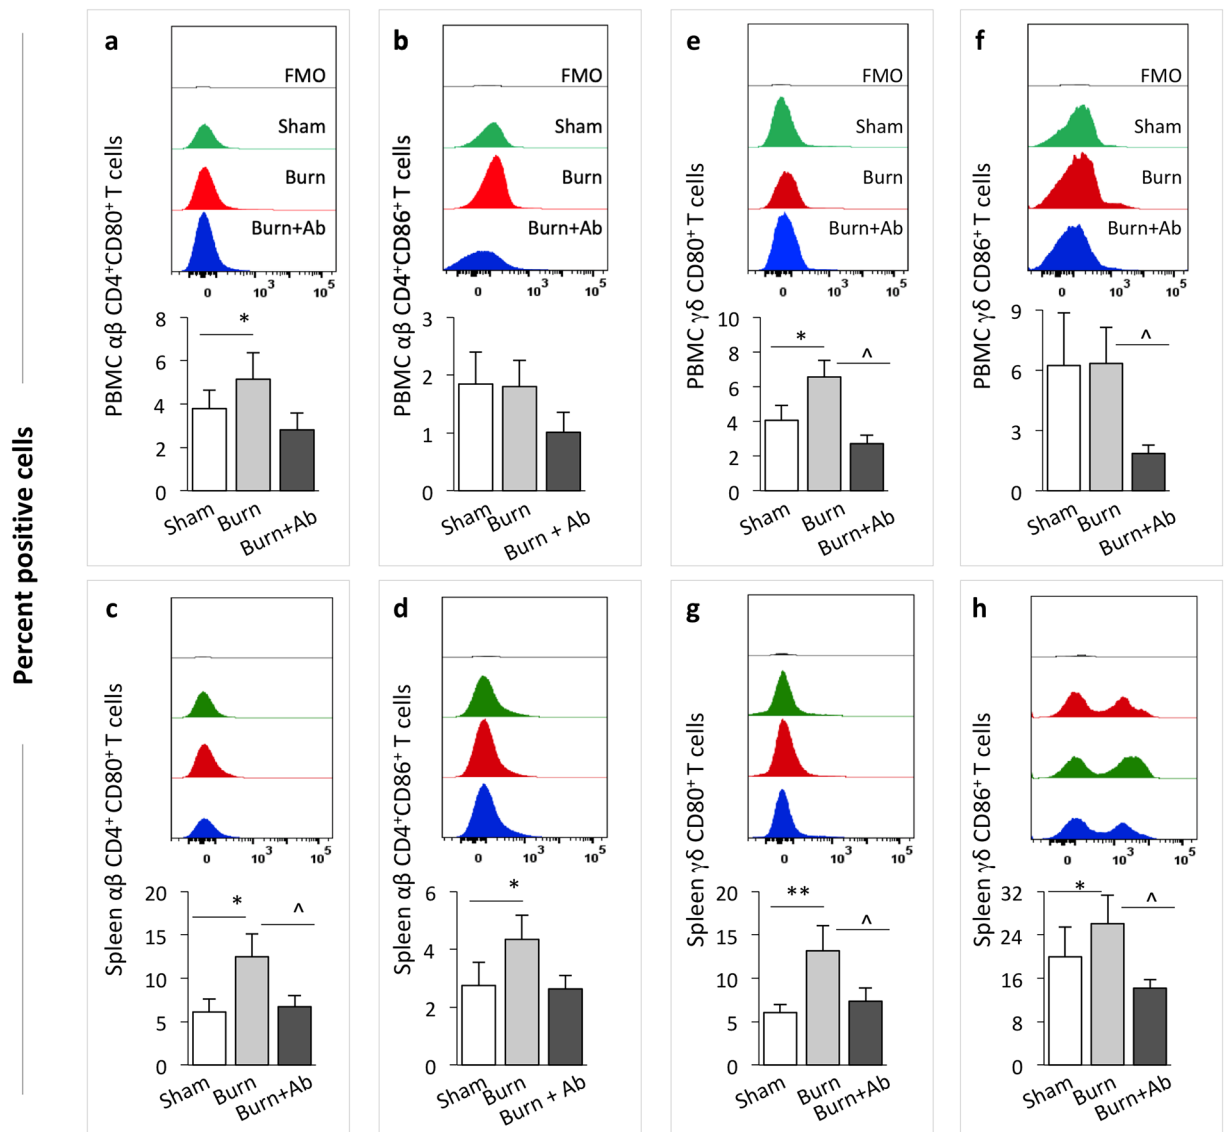 Percent positive cells
a
PBMC αβ CD4⁺CD80⁺ T cells
FMO
Sham
Burn
Burn+Ab
0 10³ 10⁵
*
8
6
4
2
0
Sham Burn Burn+Ab
b
PBMC αβ CD4⁺CD86⁺ T cells
FMO
Sham
Burn
Burn+Ab
0 10³ 10⁵
3
2
1
0
Sham Burn Burn + Ab
e
PBMC γδ CD80⁺ T cells
FMO
Sham
Burn
Burn+Ab
0 10³ 10⁵
* ^
10
8
6
4
2
0
Sham Burn Burn+Ab
f
PBMC γδ CD86⁺ T cells
FMO
Sham
Burn
Burn+Ab
0 10³ 10⁵
^
9
6
3
0
Sham Burn Burn+Ab
c
Spleen αβ CD4⁺ CD80⁺ T cells
0 10³ 10⁵
* ^
20
15
10
5
0
Sham Burn Burn+Ab
d
Spleen αβ CD4⁺CD86⁺ T cells
0 10³ 10⁵
*
6
4
2
0
Sham Burn Burn + Ab
g
Spleen γδ CD80⁺ T cells
0 10³ 10⁵
** ^
20
15
10
5
0
Sham Burn Burn+Ab
h
Spleen γδ CD86⁺ T cells
0 10³ 10⁵
* ^
32
24
16
8
0
Sham Burn Burn+Ab